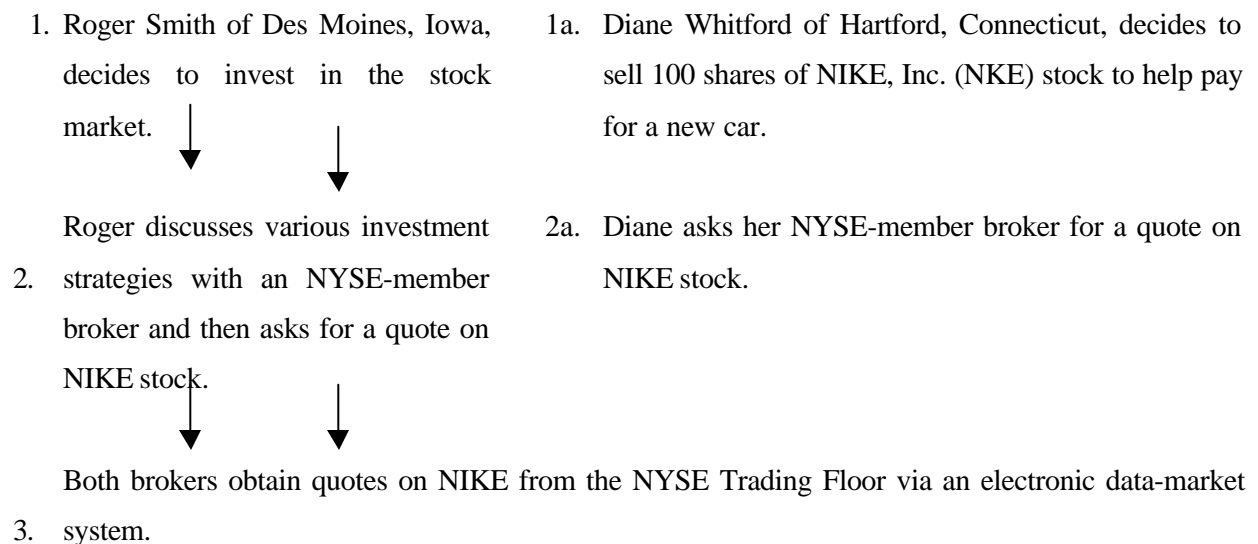 1. Roger Smith of Des Moines, Iowa,
decides to invest in the stock
market.
1a. Diane Whitford of Hartford, Connecticut, decides to
sell 100 shares of NIKE, Inc. (NKE) stock to help pay
for a new car.
Roger discusses various investment
2. strategies with an NYSE-member
broker and then asks for a quote on
NIKE stock.
2a. Diane asks her NYSE-member broker for a quote on
NIKE stock.
Both brokers obtain quotes on NIKE from the NYSE Trading Floor via an electronic data-market
3. system.